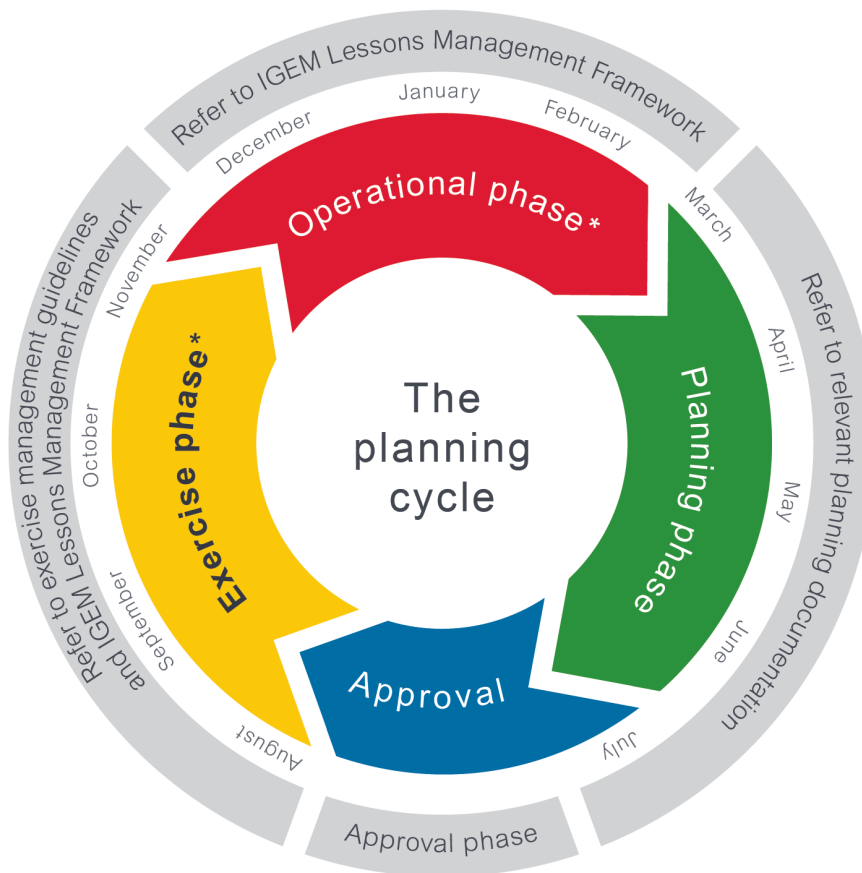 The
planning
cycle
Operational phase*
Planning phase
Approval
Exercise phase*
January
February
March
April
May
June
July
August
September
October
November
December
Refer to IGEM Lessons Management Framework
Refer to relevant planning documentation
Approval phase
Refer to exercise management guidelines
and IGEM Lessons Management Framework